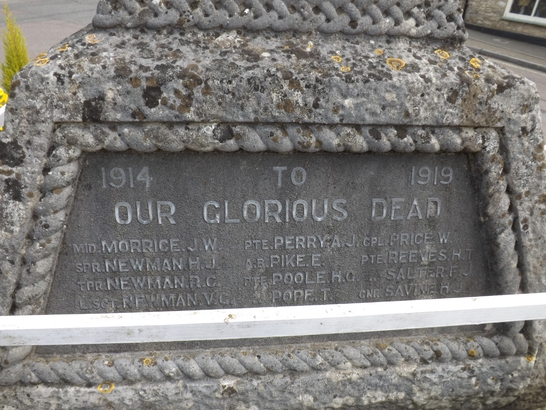 1914 TO 1919
OUR GLORIOUS DEAD
MID. MORRICE. J.W. PTE. PERRY. A.J. CPL. PRICE. W.
SPR. NEWMAN. H.J. A.B. PIKE. E. PTE. REEVES. H.T.
TPR. NEWMAN. R.G. PTE. POOLE. H.G. SALTER. F.J.
L.SGT. NEWMAN. V.G. POPE. T. GNR. H.J.